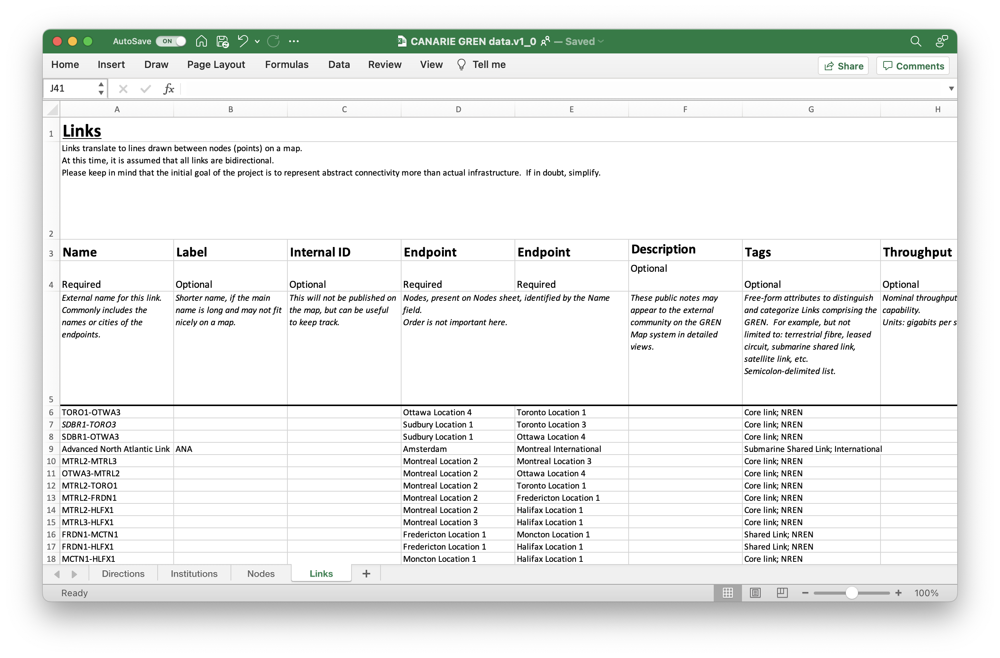 AutoSave ON CANARIE GREN data.v1_0 — Saved
Home Insert Draw Page Layout Formulas Data Review View Tell me Share Comments
J41 fx
A B C D E F G H
1 Links
Links translate to lines drawn between nodes (points) on a map.
At this time, it is assumed that all links are bidirectional.
Please keep in mind that the initial goal of the project is to represent abstract connectivity more than actual infrastructure. If in doubt, simplify.
2
3 Name Label Internal ID Endpoint Endpoint Description Tags Throughput
4 Required Optional Optional Required Required Optional Optional Optional
External name for this link. Shorter name, if the main This will not be published on Nodes, present on Nodes sheet, identified by the Name These public notes may Free-form attributes to distinguish Nominal throughput
Commonly includes the name is long and may not fit the map, but can be useful field. appear to the external and categorize Links comprising the capability.
names or cities of the nicely on a map. to keep track. Order is not important here. community on the GREN GREN. For example, but not Units: gigabits per s
endpoints. Map system in detailed limited to: terrestrial fibre, leased
views. circuit, submarine shared link,
satellite link, etc.
Semicolon-delimited list.
5
6 TORO1-OTWA3 Ottawa Location 4 Toronto Location 1 Core link; NREN
7 SDBR1-TORO3 Sudbury Location 1 Toronto Location 3 Core link; NREN
8 SDBR1-OTWA3 Sudbury Location 1 Ottawa Location 4 Core link; NREN
9 Advanced North Atlantic Link ANA Amsterdam Montreal International Submarine Shared Link; International
10 MTRL2-MTRL3 Montreal Location 2 Montreal Location 3 Core link; NREN
11 OTWA3-MTRL2 Montreal Location 2 Ottawa Location 4 Core link; NREN
12 MTRL2-TORO1 Montreal Location 2 Toronto Location 1 Core link; NREN
13 MTRL2-FRDN1 Montreal Location 2 Fredericton Location 1 Core link; NREN
14 MTRL2-HLFX1 Montreal Location 2 Halifax Location 1 Core link; NREN
15 MTRL3-HLFX1 Montreal Location 3 Halifax Location 1 Core link; NREN
16 FRDN1-MCTN1 Fredericton Location 1 Moncton Location 1 Shared Link; NREN
17 FRDN1-HLFX1 Fredericton Location 1 Halifax Location 1 Shared Link; NREN
18 MCTN1-HLFX1 Moncton Location 1 Halifax Location 1 Core link; NREN
Directions Institutions Nodes Links +
Ready 100%